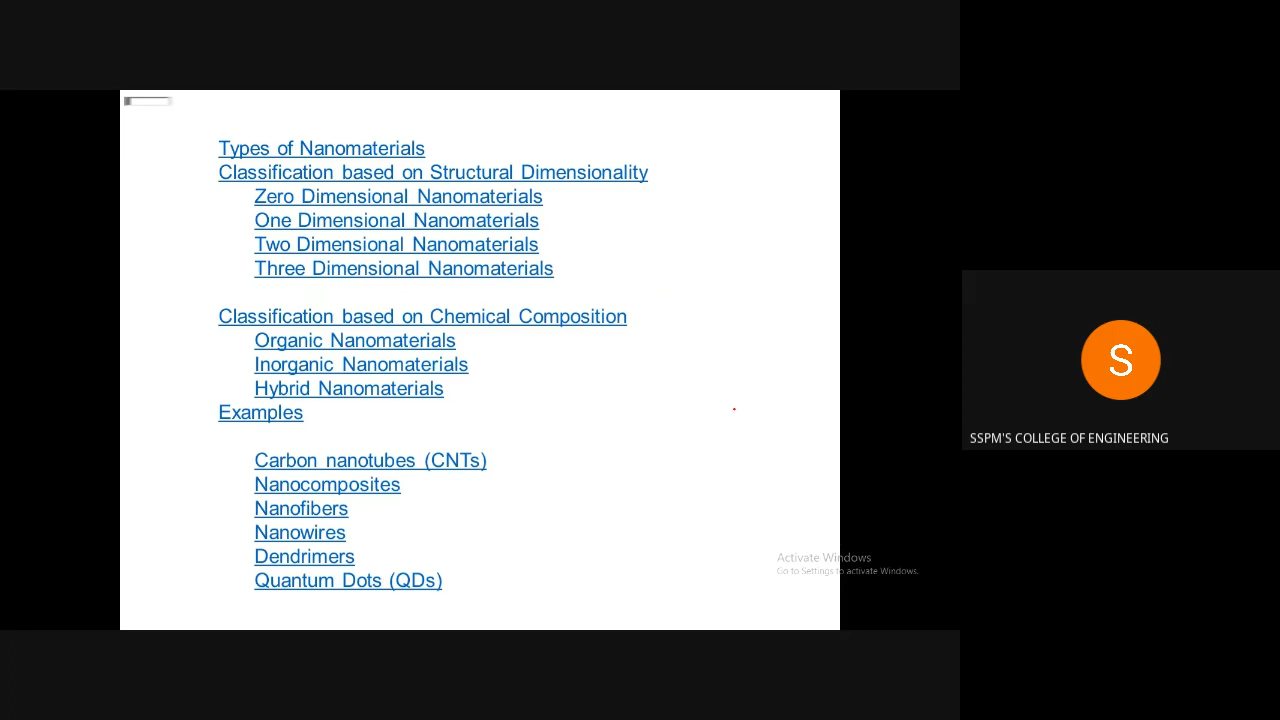 Types of Nanomaterials
Classification based on Structural Dimensionality
Zero Dimensional Nanomaterials
One Dimensional Nanomaterials
Two Dimensional Nanomaterials
Three Dimensional Nanomaterials
Classification based on Chemical Composition
Organic Nanomaterials
Inorganic Nanomaterials
Hybrid Nanomaterials
Examples
Carbon nanotubes (CNTs)
Nanocomposites
Nanofibers
Nanowires
Dendrimers
Quantum Dots (QDs)
Activate Windows
Go to Settings to activate Windows.
S
SSPM'S COLLEGE OF ENGINEERING